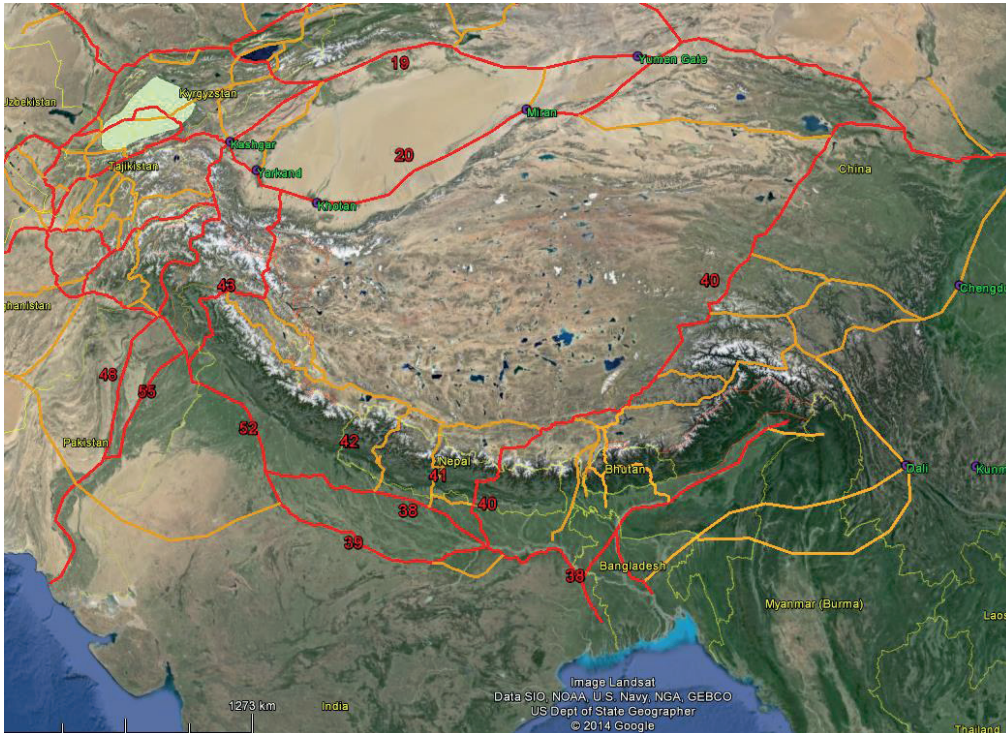 19
Yumen Gate
Kyrgyzstan
Uzbekistan
Miran
Kashgar
20
Tajikistan
Yarkand
China
Khotan
40
43
Chengdu
ghanistan
48
55
52
42
Pakistan
Nepal
41
Bhutan
Dali
Kunm
38
40
39
Bangladesh
38
Myanmar (Burma)
Laos
1273 km
India
Image Landsat
Data SIO, NOAA, U.S. Navy, NGA, GEBCO
US Dept of State Geographer
© 2014 Google
Thailand